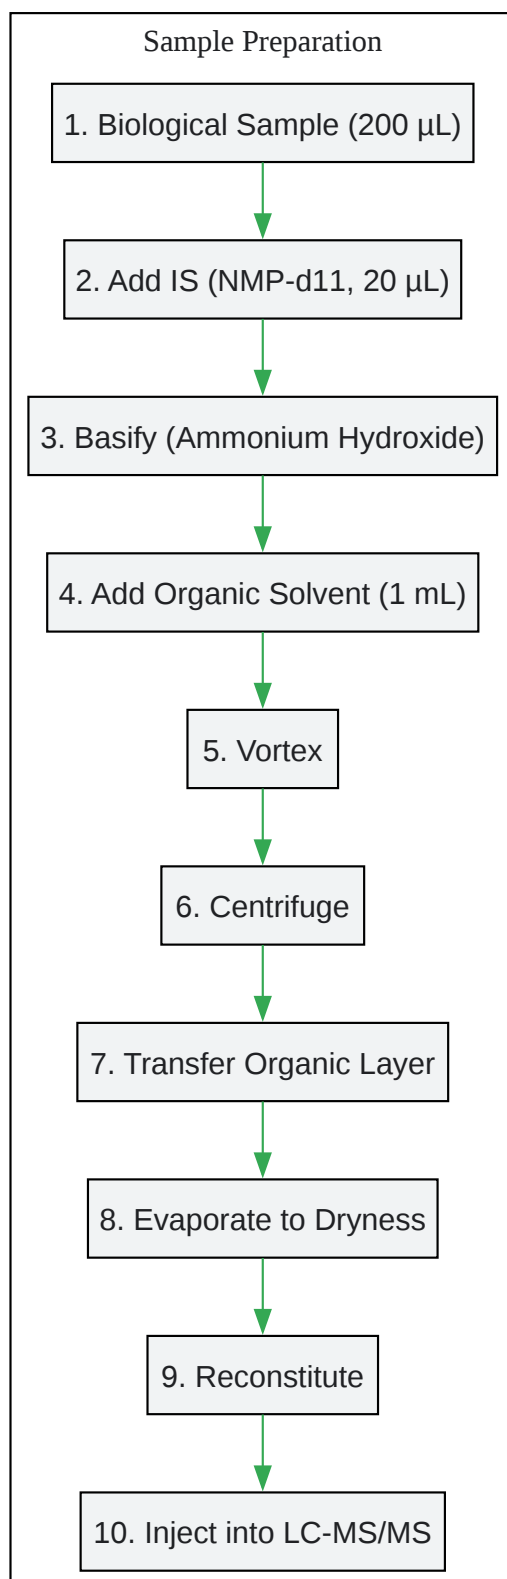 Sample Preparation
1. Biological Sample (200 µL)
2. Add IS (NMP-d11, 20 µL)
3. Basify (Ammonium Hydroxide)
4. Add Organic Solvent (1 mL)
5. Vortex
6. Centrifuge
7. Transfer Organic Layer
8. Evaporate to Dryness
9. Reconstitute
10. Inject into LC-MS/MS